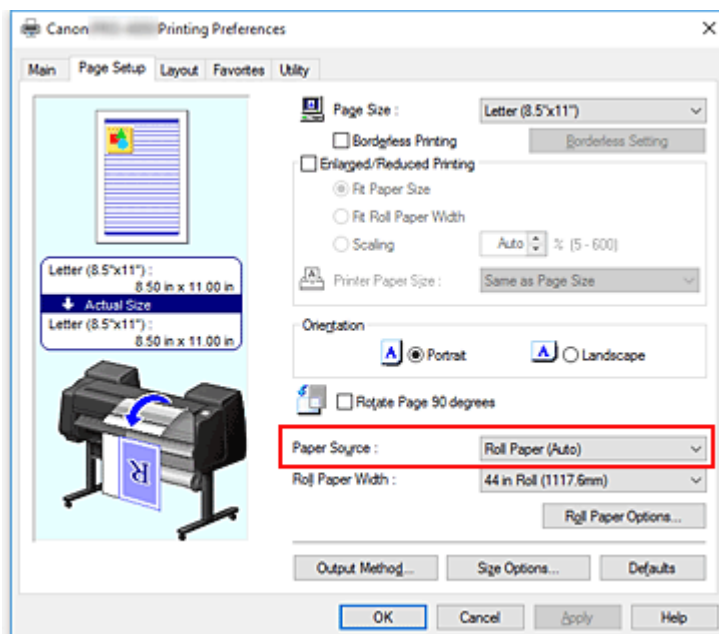 Canon Printing Preferences
Main Page Setup Layout Favorites Utility
Page Size : Letter (8.5"x11")
Borderless Printing Borderless Setting
Enlarged/Reduced Printing
Fit Paper Size
Fit Roll Paper Width
Scaling Auto % (5 - 600)
Printer Paper Size : Same as Page Size
Letter (8.5"x11") :
8.50 in x 11.00 in
Actual Size
Letter (8.5"x11") :
8.50 in x 11.00 in
Orientation
A Portrait A Landscape
Rotate Page 90 degrees
Paper Source : Roll Paper (Auto)
Roll Paper Width : 44 in Roll (1117.6mm)
R
Roll Paper Options...
Output Method... Size Options... Defaults
OK Cancel Apply Help